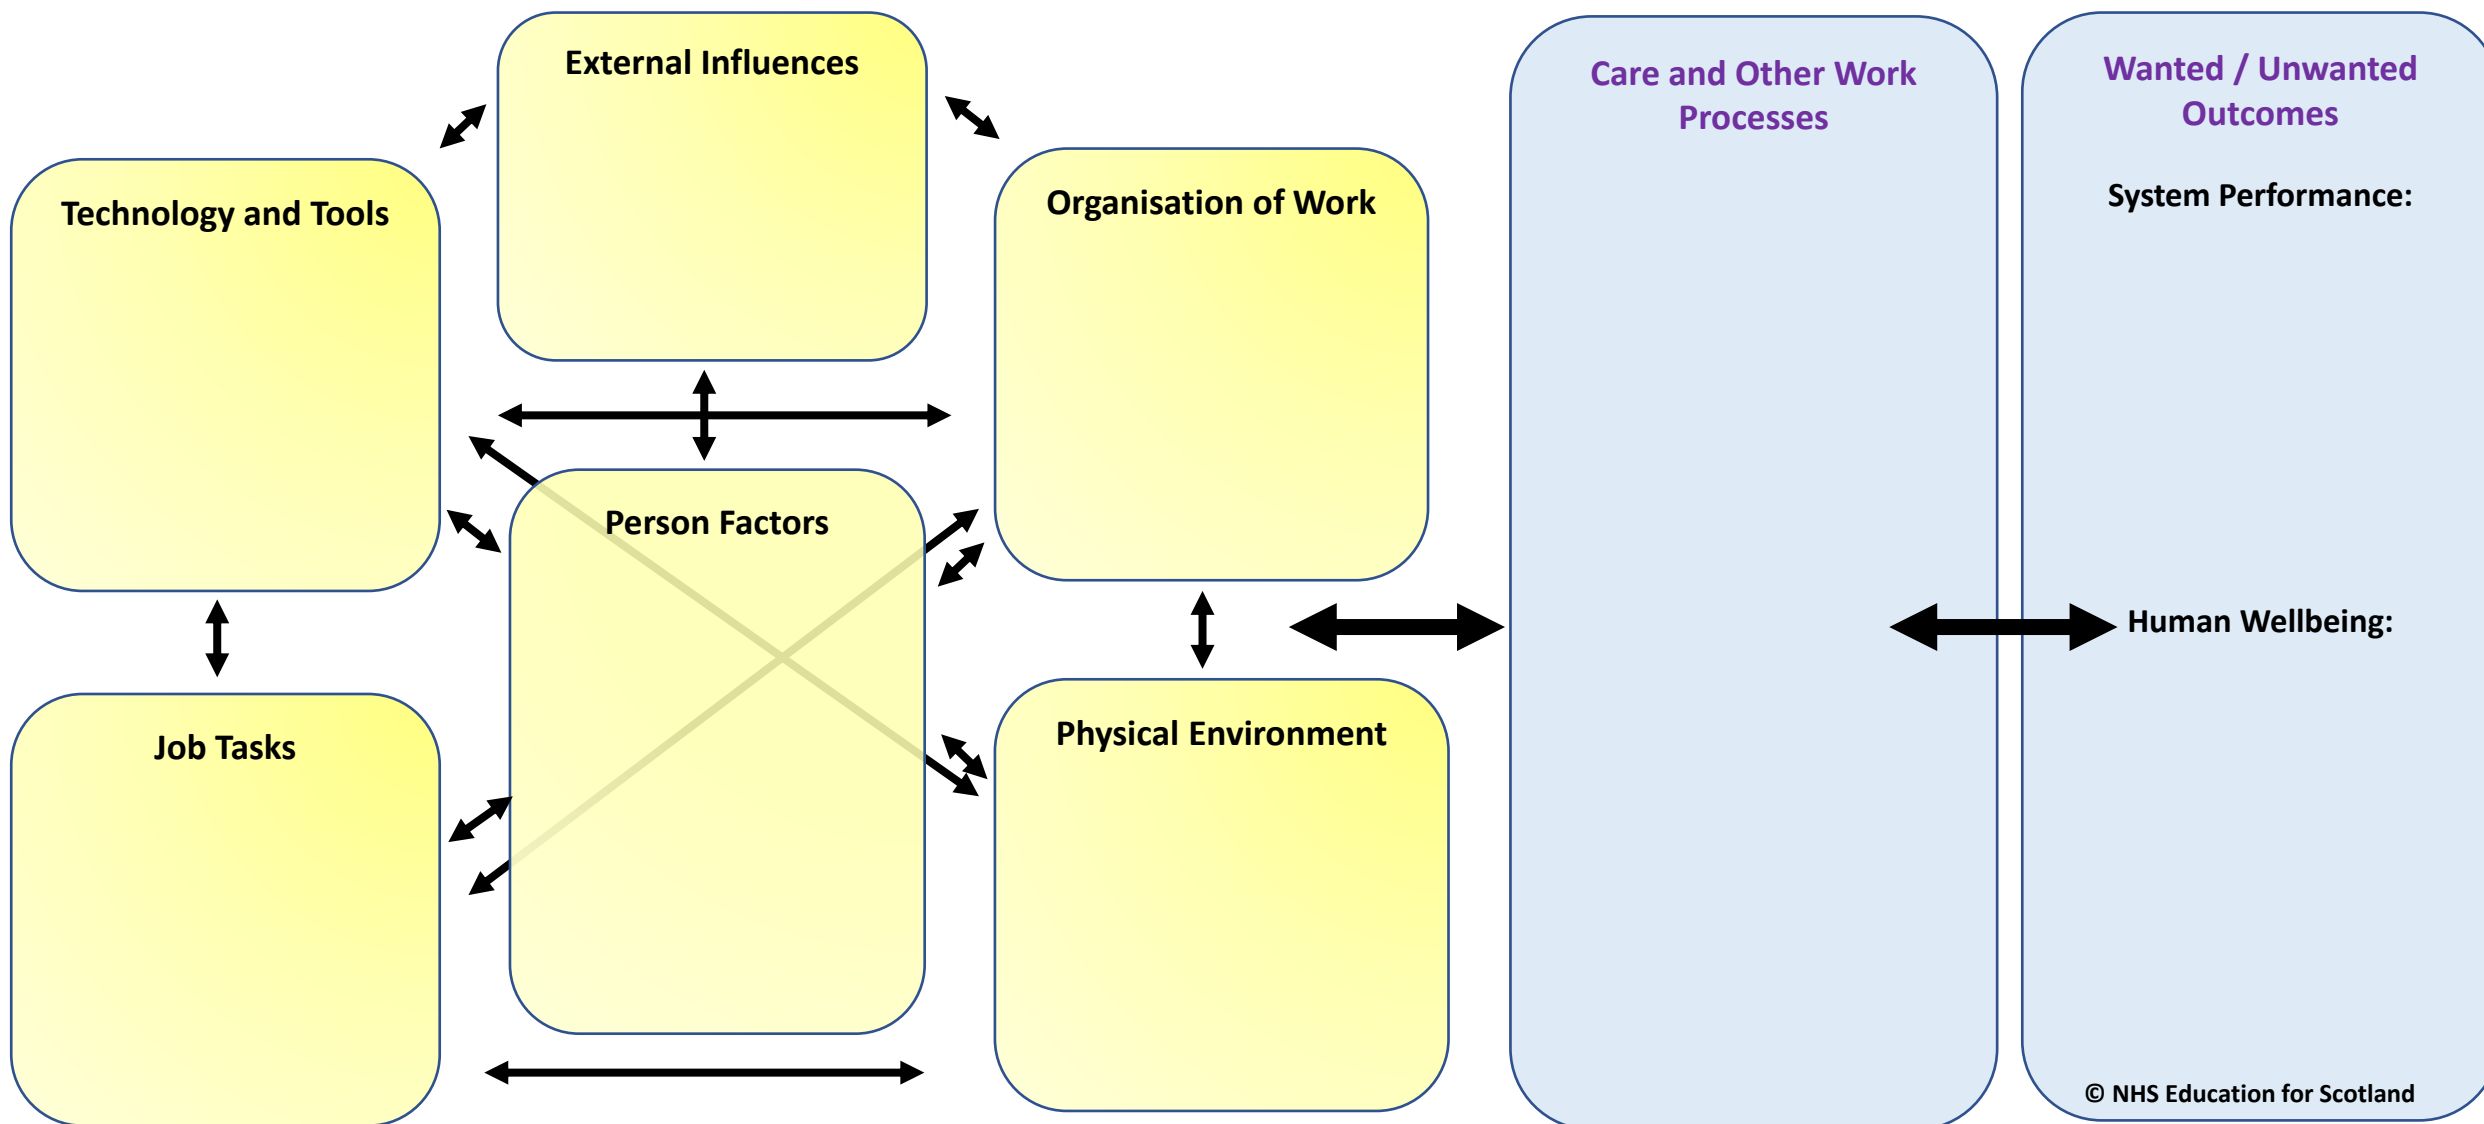 External Influences
Technology and Tools
Organisation of Work
Person Factors
Job Tasks
Physical Environment
Care and Other Work
Processes
Wanted / Unwanted
Outcomes
System Performance:
Human Wellbeing:
© NHS Education for Scotland